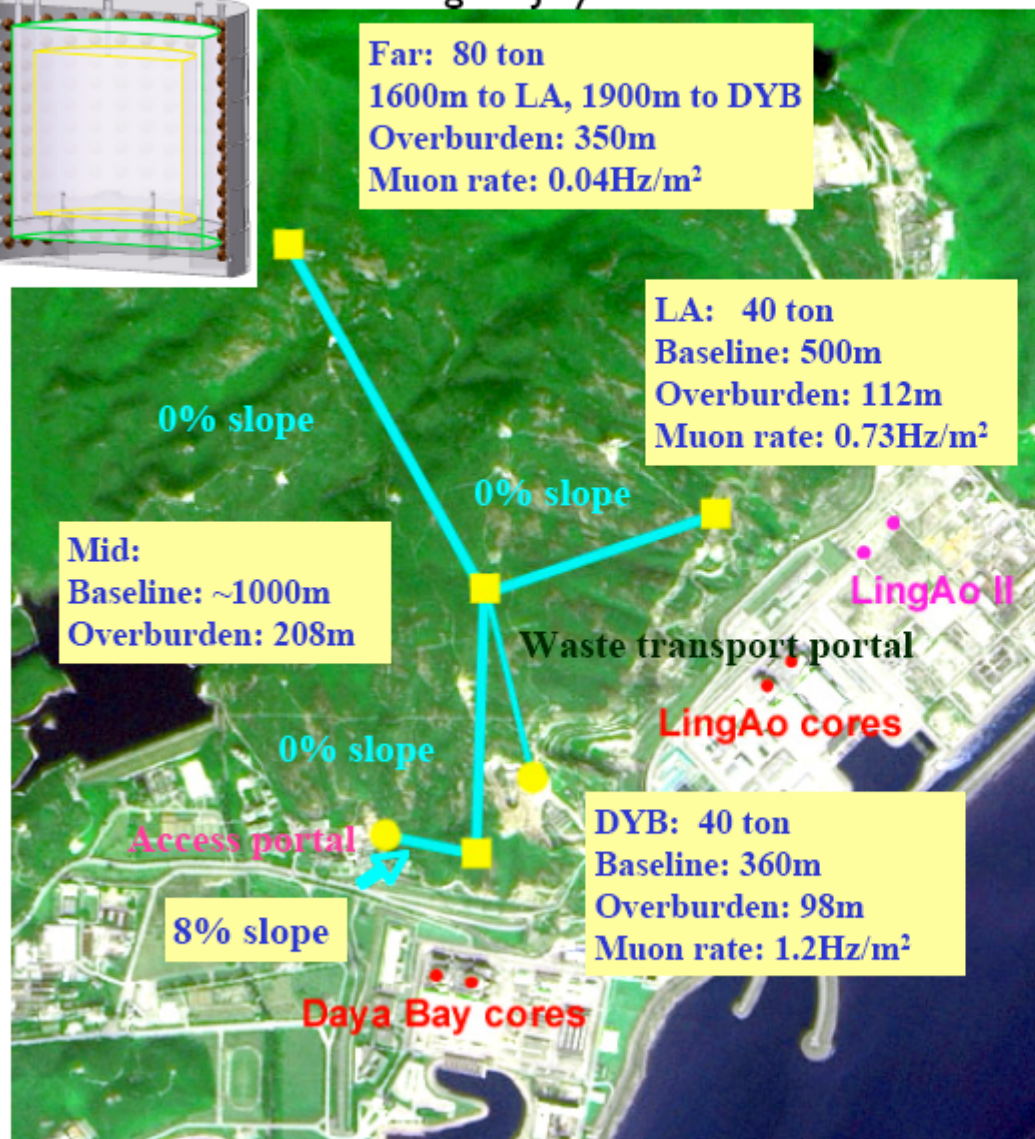 Far: 80 ton
1600m to LA, 1900m to DYB
Overburden: 350m
Muon rate: 0.04Hz/m²
LA: 40 ton
Baseline: 500m
Overburden: 112m
Muon rate: 0.73Hz/m²
0% slope
0% slope
Mid:
Baseline: ~1000m
Overburden: 208m
LingAo II
Waste transport portal
LingAo cores
0% slope
Access portal
DYB: 40 ton
Baseline: 360m
Overburden: 98m
Muon rate: 1.2Hz/m²
8% slope
Daya Bay cores